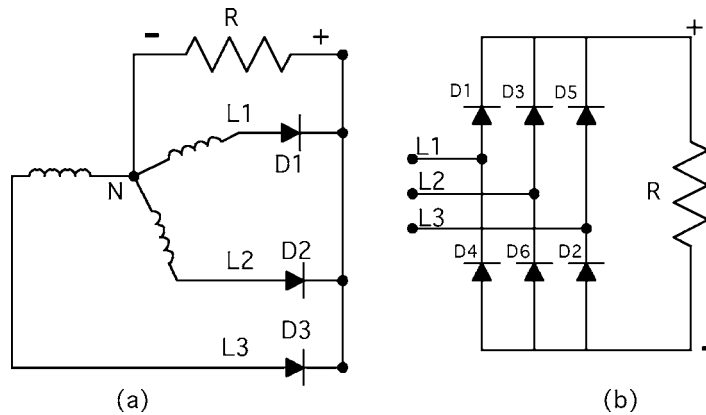 R
- +
L1
D1
N
L2 D2
L3 D3
(a)
+
D1 D3 D5
L1
L2
L3
R
D4 D6 D2
-
(b)